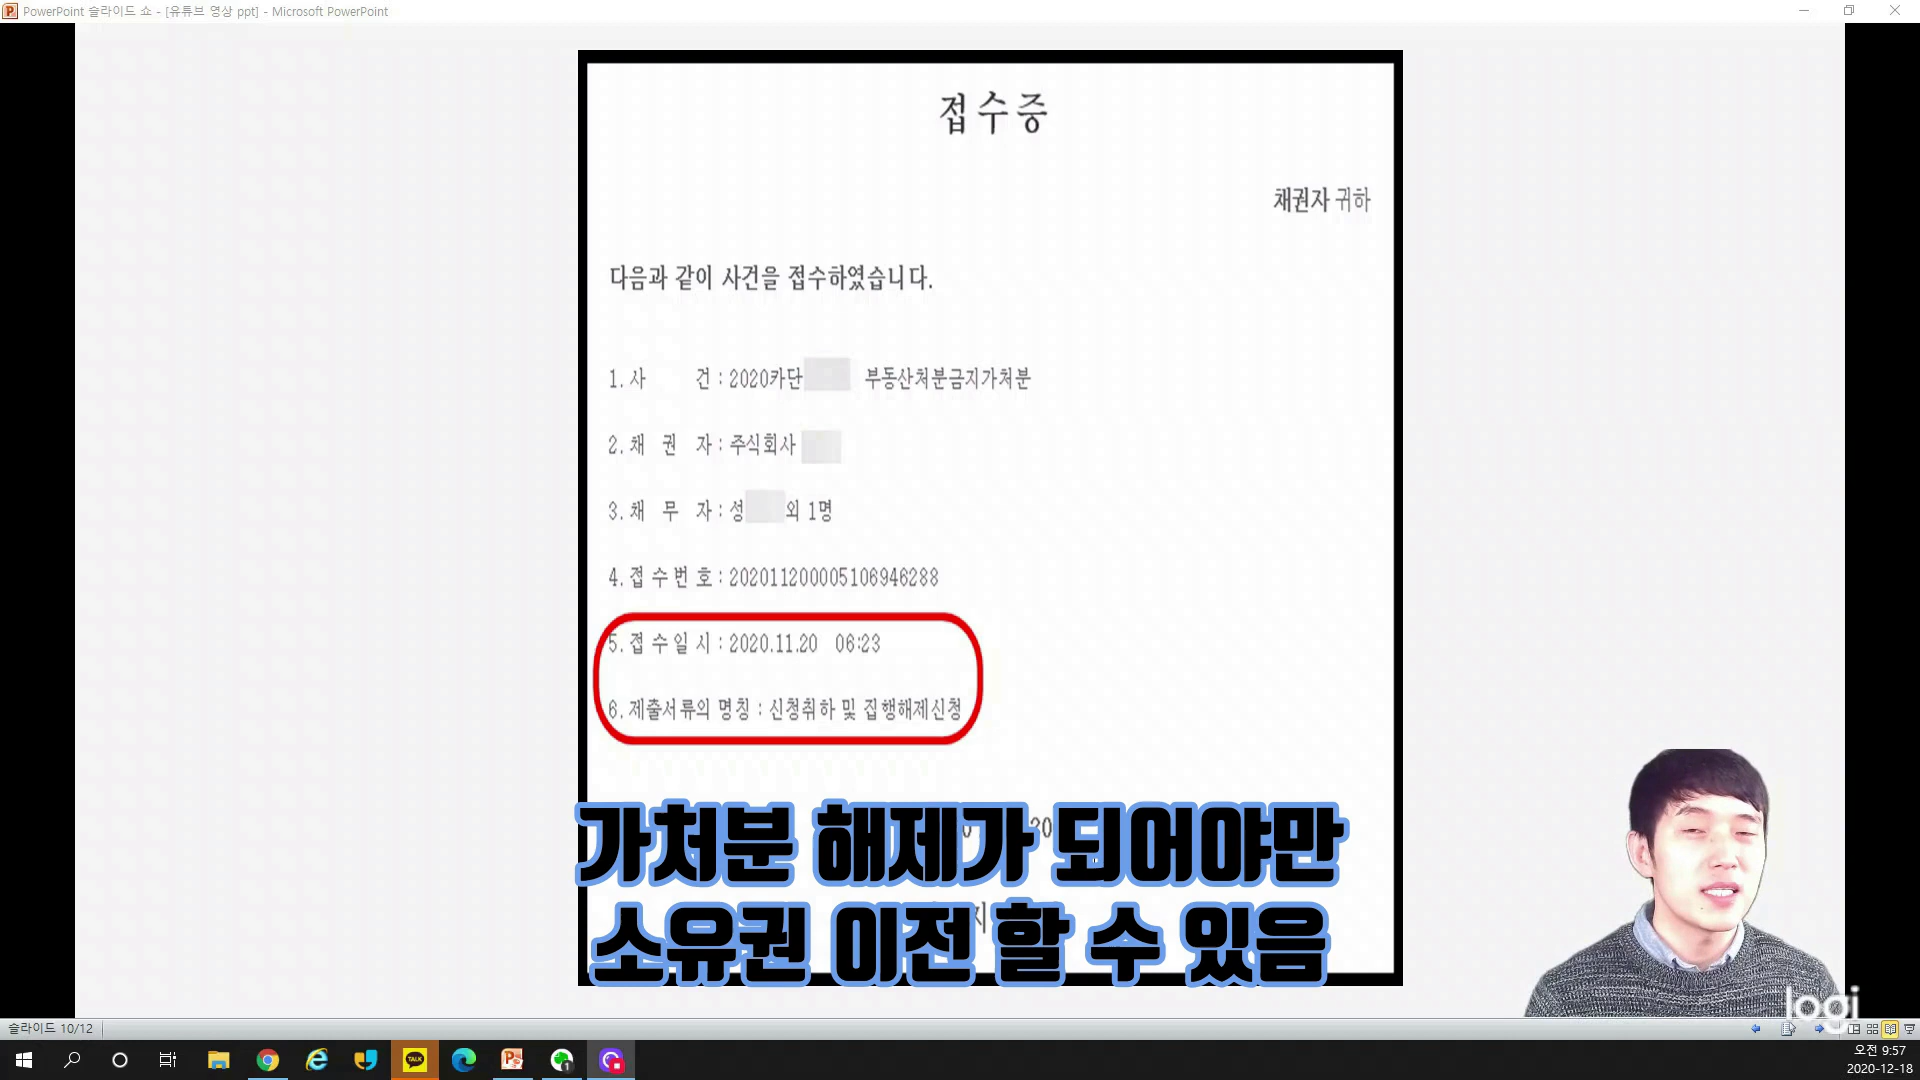 PowerPoint 슬라이드 쇼 - [유튜브 영상 ppt] - Microsoft PowerPoint
접수증
채권자 귀하
다음과 같이 사건을 접수하였습니다.
1. 사 건 : 2020카단 부동산처분금지가처분
2. 채 권 자 : 주식회사
3. 채 무 자 : 성 외 1명
4. 접 수 번 호 : 202011200005106946288
5. 접 수 일 시 : 2020.11.20 06:23
6. 제출서류의 명칭 : 신청취하 및 집행해제신청
가처분 해제가 되어야만
소유권 이전 할 수 있음
logi
슬라이드 10/12
TALK
1
오전 9:57
2020-12-18